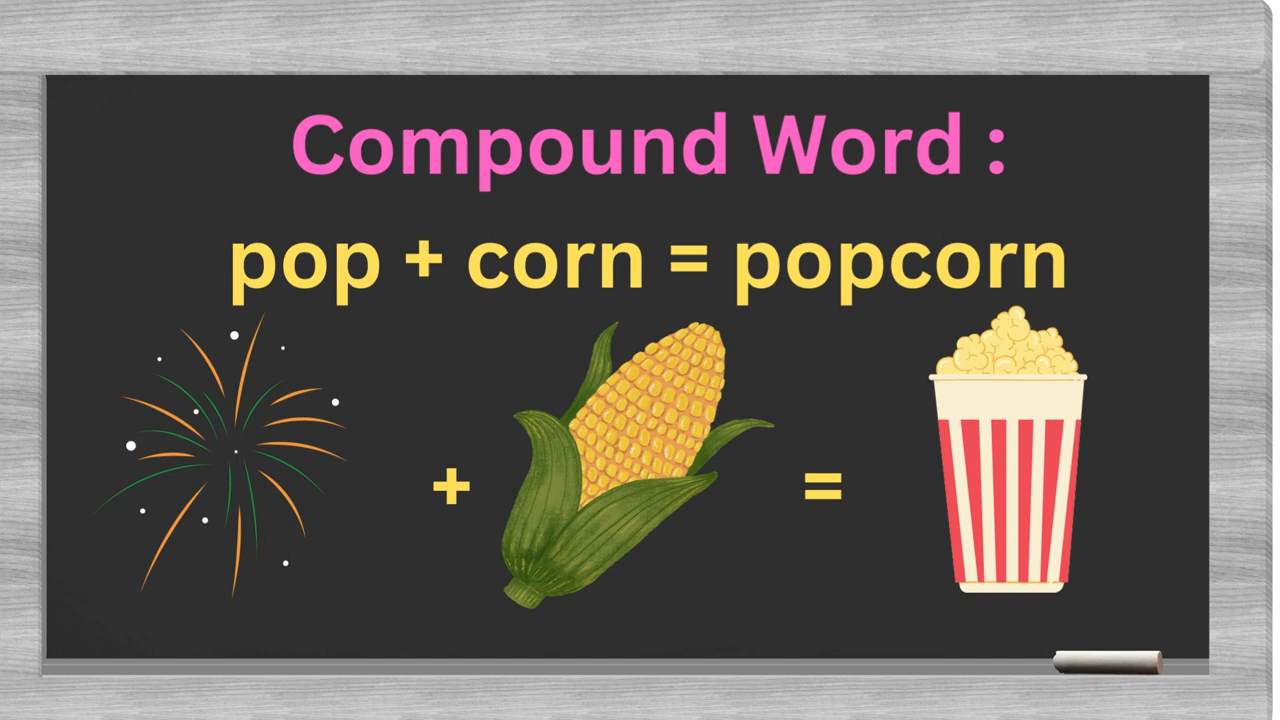 Compound Word :
pop + corn = popcorn
+ =